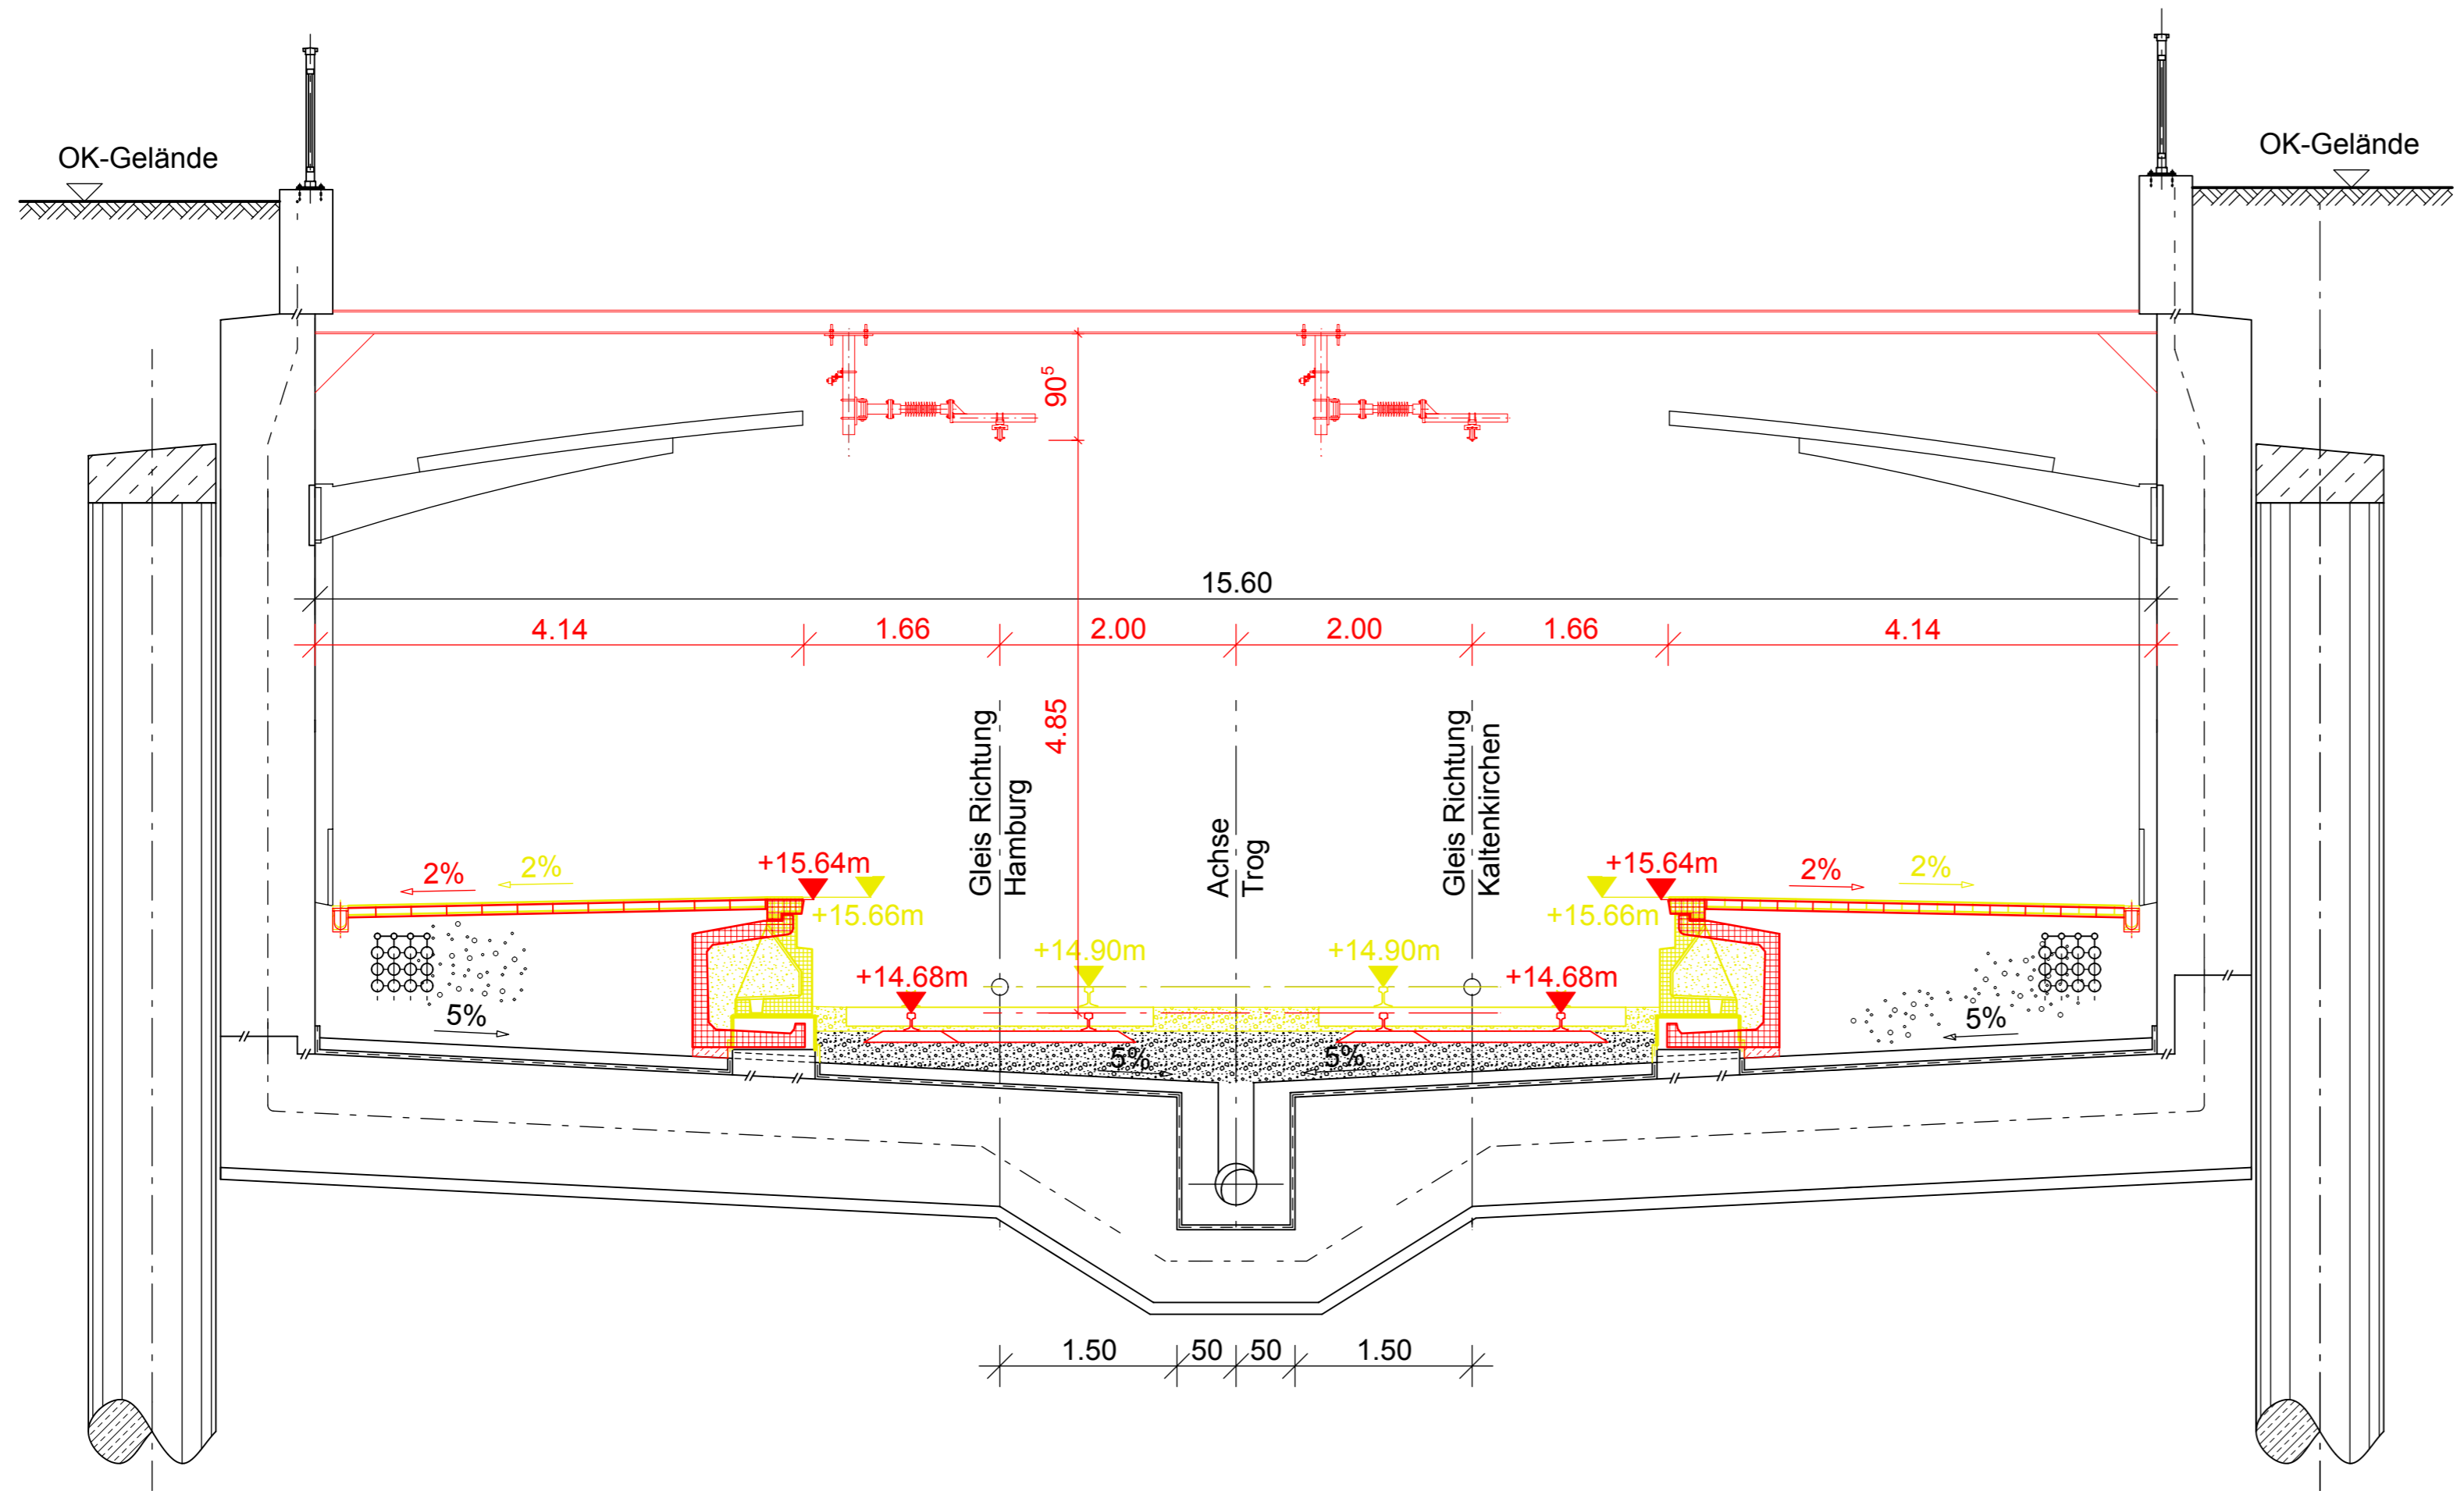 OK-Gelände
OK-Gelände
90⁵
15.60
4.14
1.66
2.00
2.00
1.66
4.14
4.85
Gleis Richtung
Hamburg
Achse
Trog
Gleis Richtung
Kaltenkirchen
2%
2%
+15.64m
+15.66m
+15.64m
+15.66m
2%
2%
+14.90m
+14.90m
+14.68m
+14.68m
5%
5%
5%
5%
1.50
50
50
1.50